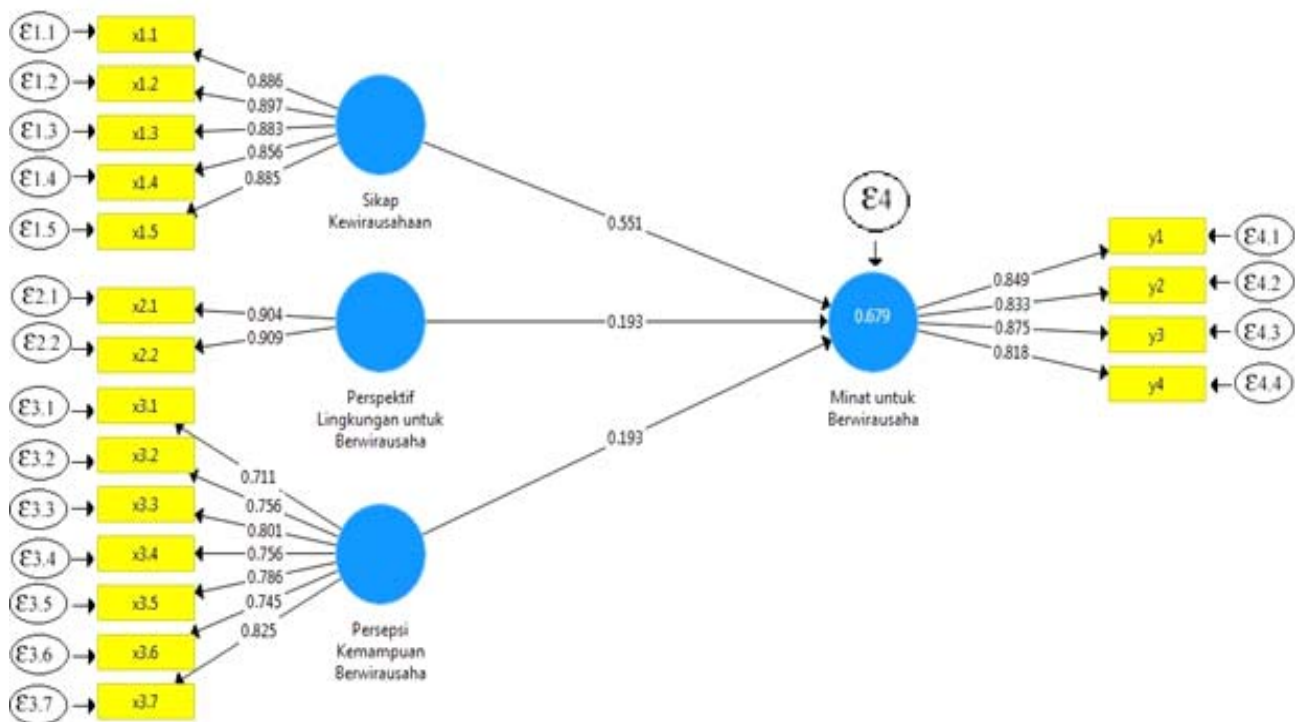 ε1.1
x1.1
ε1.2
x1.2
ε1.3
x1.3
ε1.4
x1.4
ε1.5
x1.5
0.886
0.897
0.883
0.856
0.885
Sikap
Kewirausahaan
ε2.1
x2.1
ε2.2
x2.2
0.904
0.909
Perspektif
Lingkungan untuk
Berwirausaha
ε3.1
x3.1
ε3.2
x3.2
ε3.3
x3.3
ε3.4
x3.4
ε3.5
x3.5
ε3.6
x3.6
ε3.7
x3.7
0.711
0.756
0.801
0.756
0.786
0.745
0.825
Persepsi
Kemampuan
Berwirausaha
0.551
0.193
0.193
ε4
0.679
Minat untuk
Berwirausaha
0.849
0.833
0.875
0.818
y1
ε4.1
y2
ε4.2
y3
ε4.3
y4
ε4.4